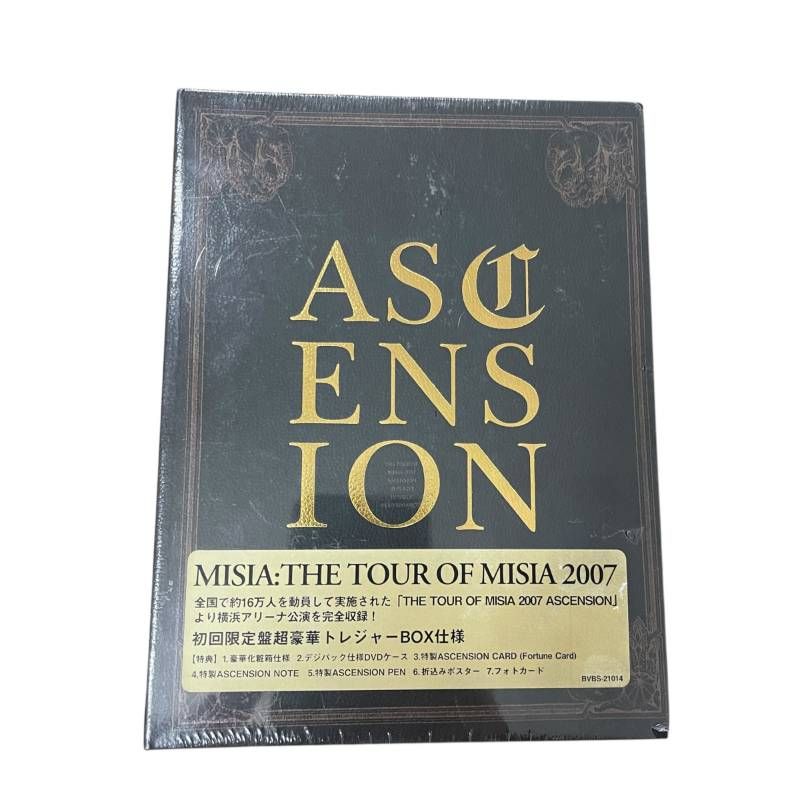 ASC
ENS
ION
MISIA:THE TOUR OF MISIA 2007
全国で約16万人を動員して実施された「THE TOUR OF MISIA 2007 ASCENSION」
より横浜アリーナ公演を完全収録！
初回限定盤超豪華トレジャーBOX仕様
【特典】1.豪華化粧箱仕様 2.デジパック仕様DVDケース 3.特製ASCENSION CARD (Fortune Card)
4.特製ASCENSION NOTE 5.特製ASCENSION PEN 6.折込みポスター 7.フォトカード
BVBS-21014